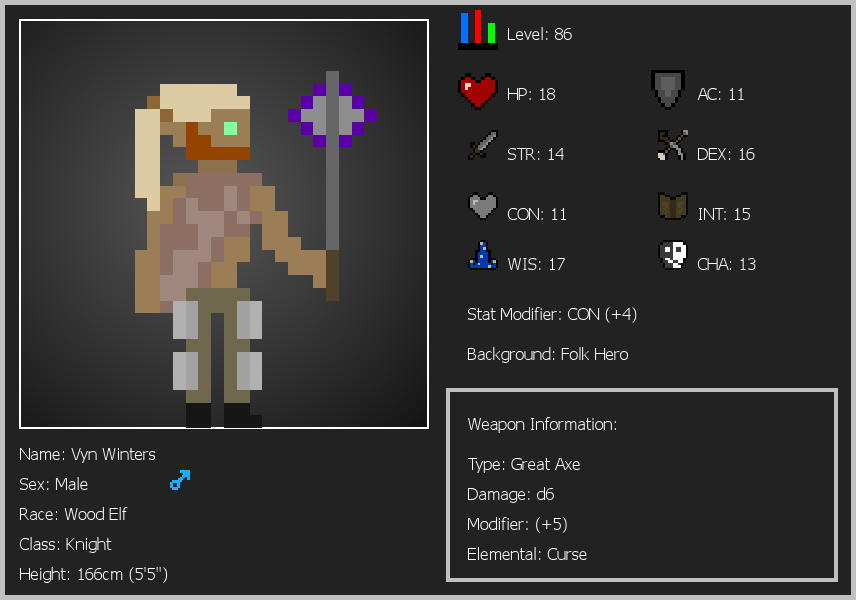 Level: 86
HP: 18
AC: 11
STR: 14
DEX: 16
CON: 11
INT: 15
WIS: 17
CHA: 13
Stat Modifier: CON (+4)
Background: Folk Hero
Weapon Information:
Type: Great Axe
Damage: d6
Modifier: (+5)
Elemental: Curse
Name: Vyn Winters
Sex: Male
Race: Wood Elf
Class: Knight
Height: 166cm (5'5")